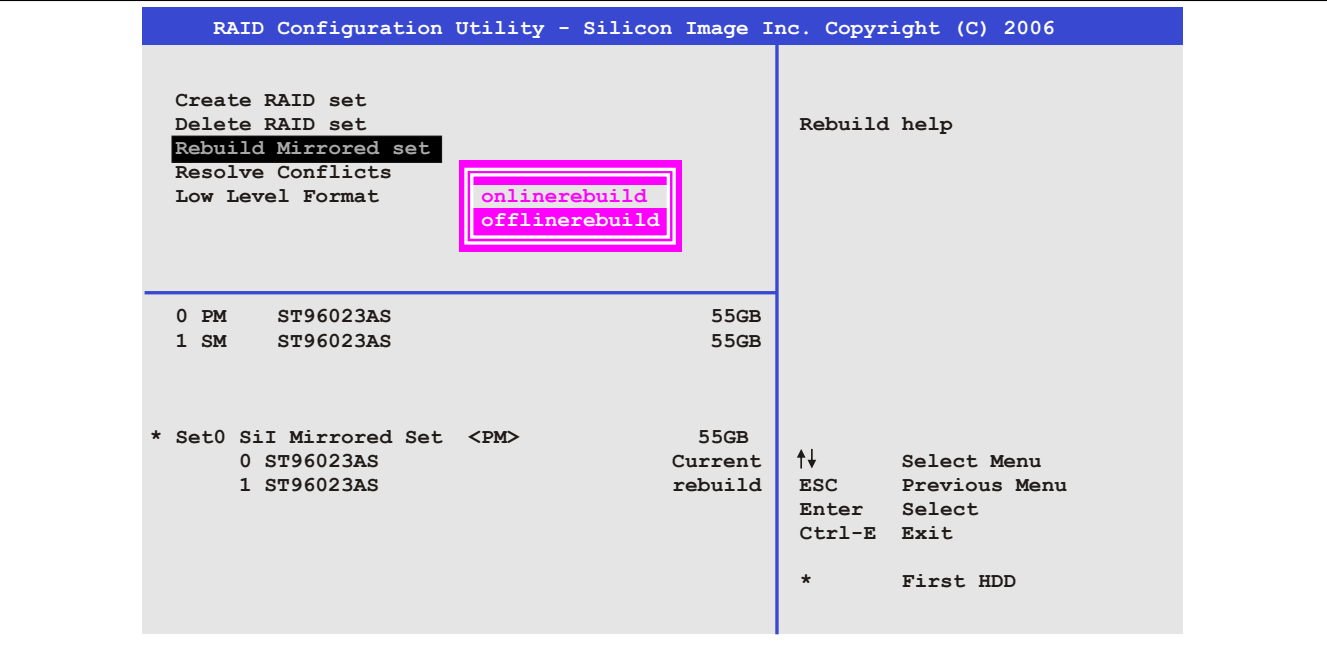 RAID Configuration Utility - Silicon Image Inc. Copyright (C) 2006
Create RAID set
Delete RAID set
Rebuild Mirrored set
Resolve Conflicts
Low Level Format
onlinerebuild
offlinerebuild
Rebuild help
0 PM ST96023AS 55GB
1 SM ST96023AS 55GB
* Set0 SiI Mirrored Set <PM> 55GB
0 ST96023AS Current
1 ST96023AS rebuild
↑↓ Select Menu
ESC Previous Menu
Enter Select
Ctrl-E Exit
* First HDD